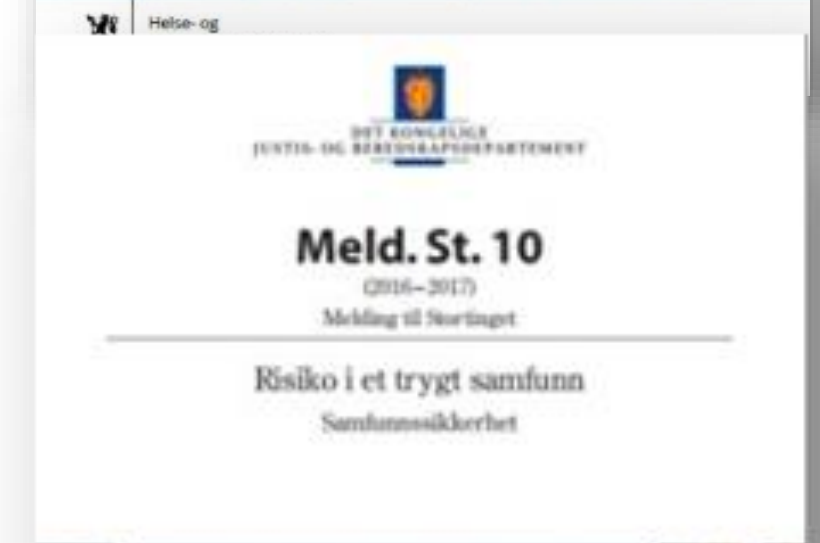 Helse- og
DET KONGELIGE
JUSTIS- OG BEREDSKAPSDEPARTEMENT
Meld. St. 10
(2016–2017)
Melding til Stortinget
Risiko i et trygt samfunn
Samfunnssikkerhet